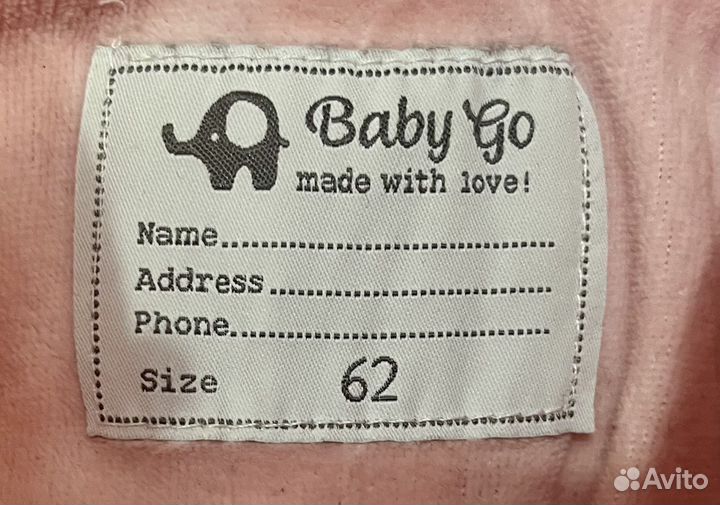 Baby Go
made with love!
Name
Address
Phone
Size 62
Avito